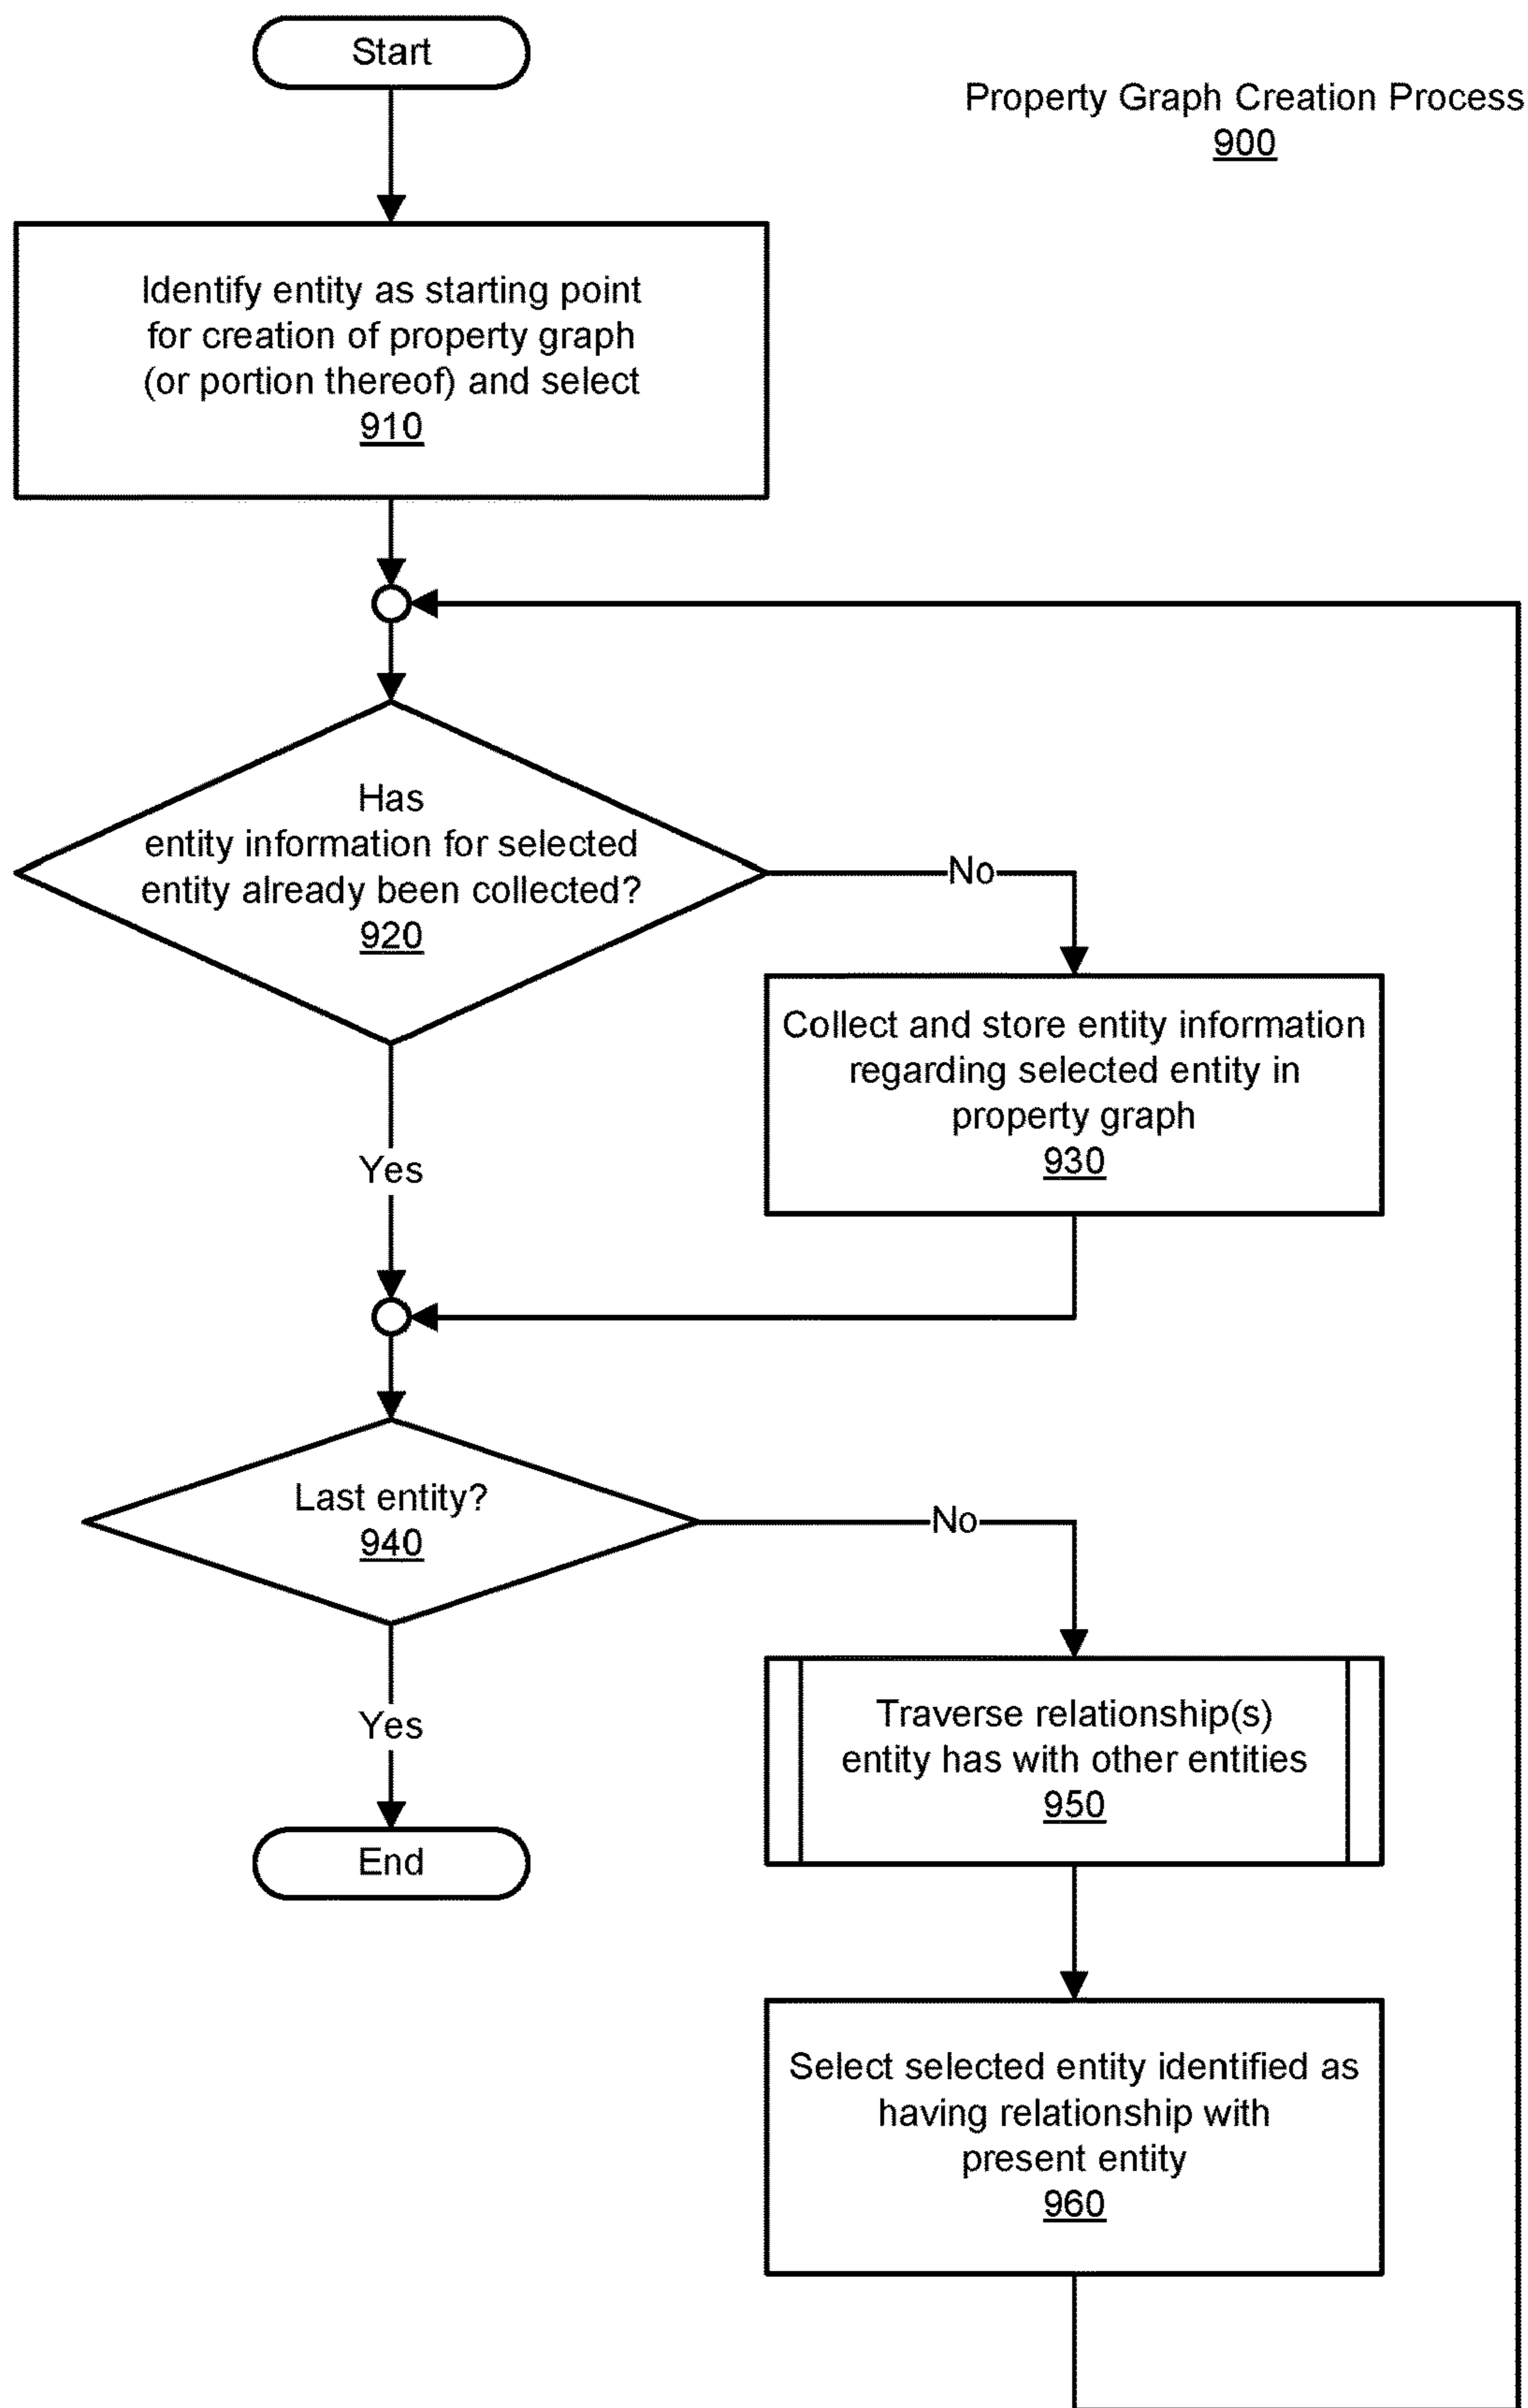 Start
Property Graph Creation Process
900
Identify entity as starting point
for creation of property graph
(or portion thereof) and select
910
Has
entity information for selected
entity already been collected?
920
No
Collect and store entity information
regarding selected entity in
property graph
930
Yes
Last entity?
940
No
Traverse relationship(s)
entity has with other entities
950
Yes
End
Select selected entity identified as
having relationship with
present entity
960